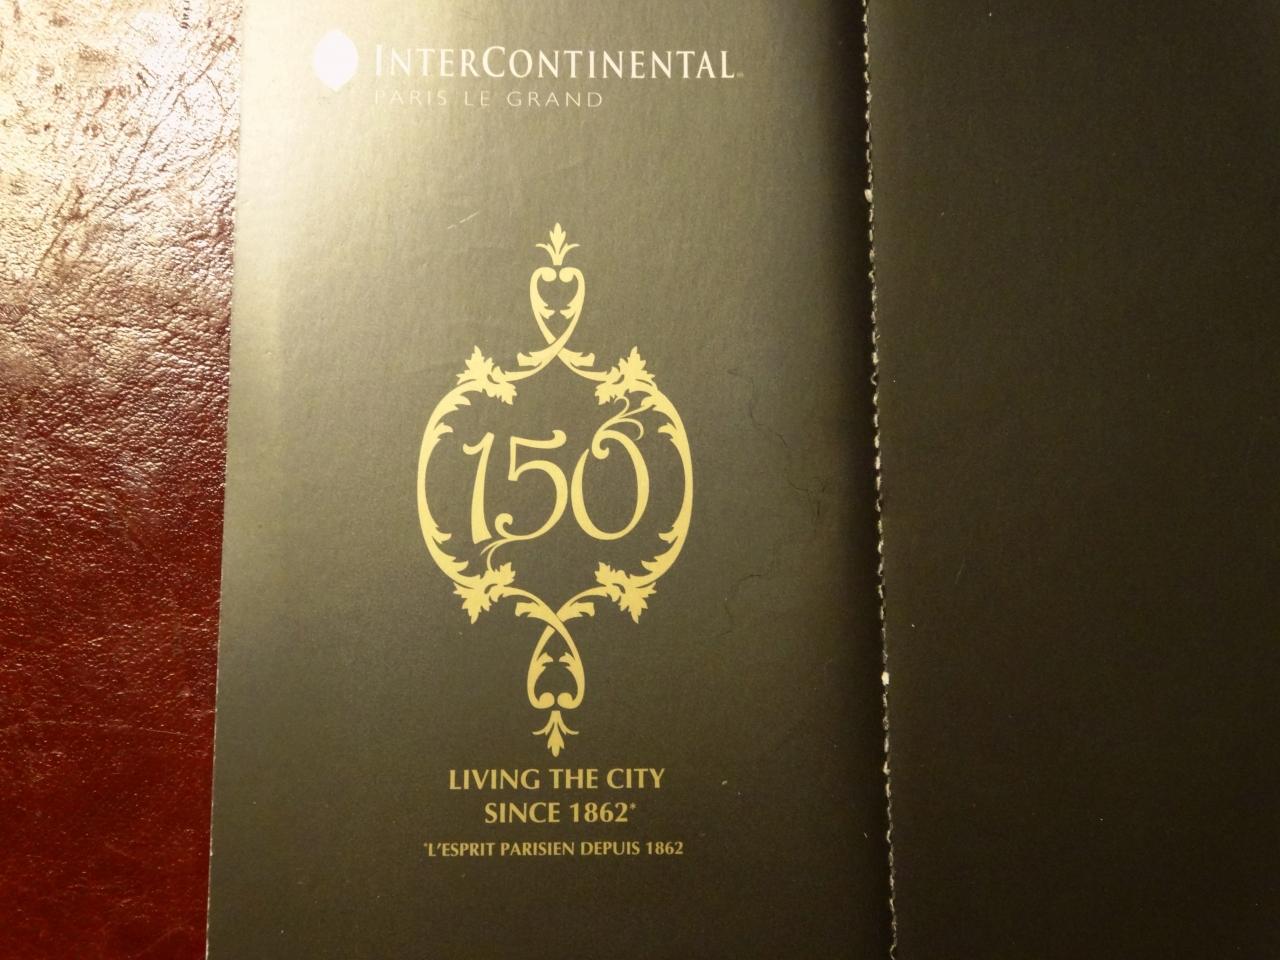 INTERCONTINENTAL®
PARIS LE GRAND
150
LIVING THE CITY
SINCE 1862*
*L'ESPRIT PARISIEN DEPUIS 1862